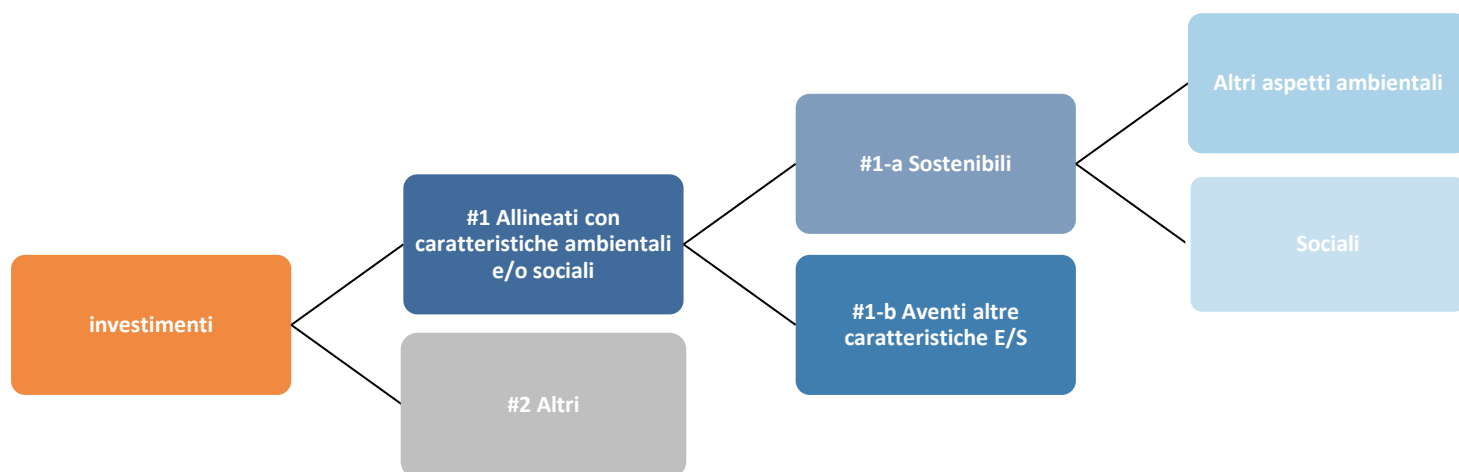 investimenti
#1 Allineati con
caratteristiche ambientali
e/o sociali
#2 Altri
#1-a Sostenibili
#1-b Aventi altre
caratteristiche E/S
Altri aspetti ambientali
Sociali